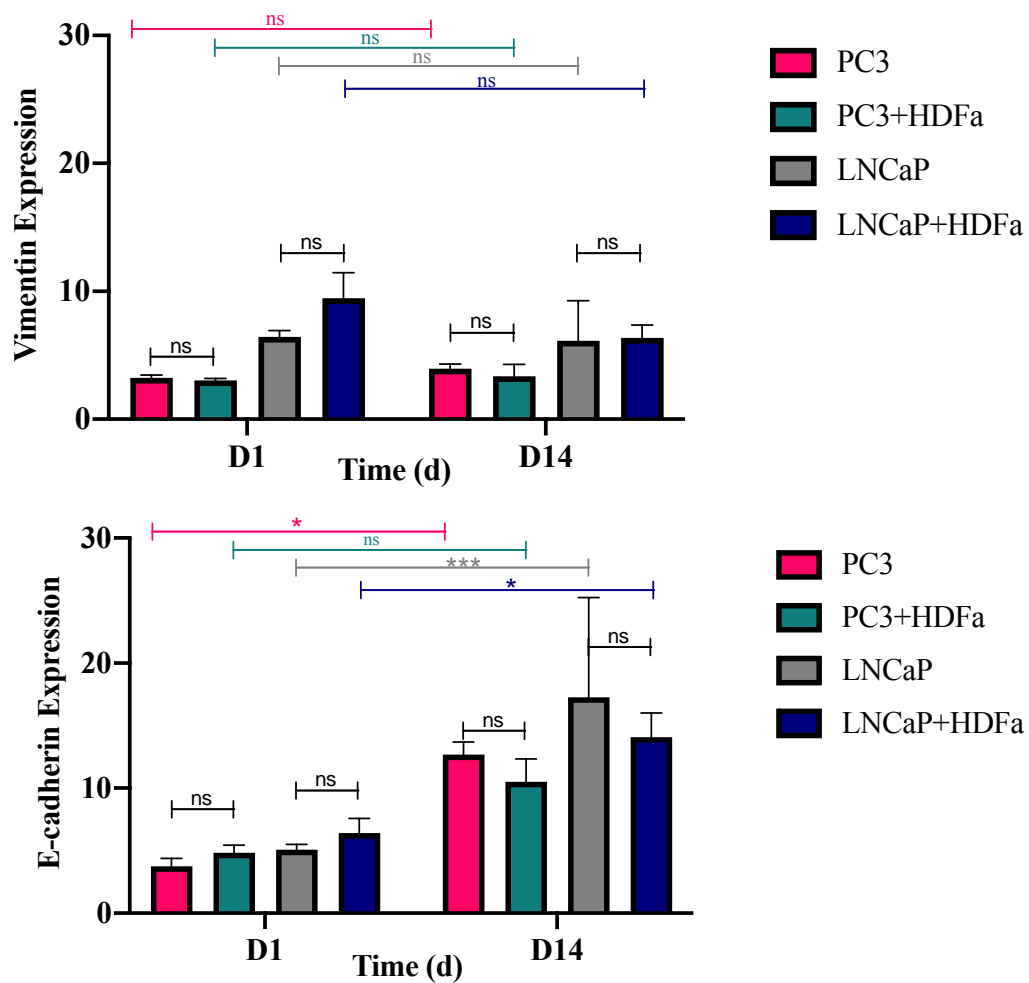 ns
30
ns
PC3
ns
ns
PC3+HDFa
20
LNCaP
Vimentin Expression
LNCaP+HDFa
ns
ns
10
ns
ns
0
D1
D14
Time (d)
*
30
ns
PC3
***
*
PC3+HDFa
ns
20
LNCaP
E-cadherin Expression
LNCaP+HDFa
ns
10
ns
ns
0
D1
D14
Time (d)